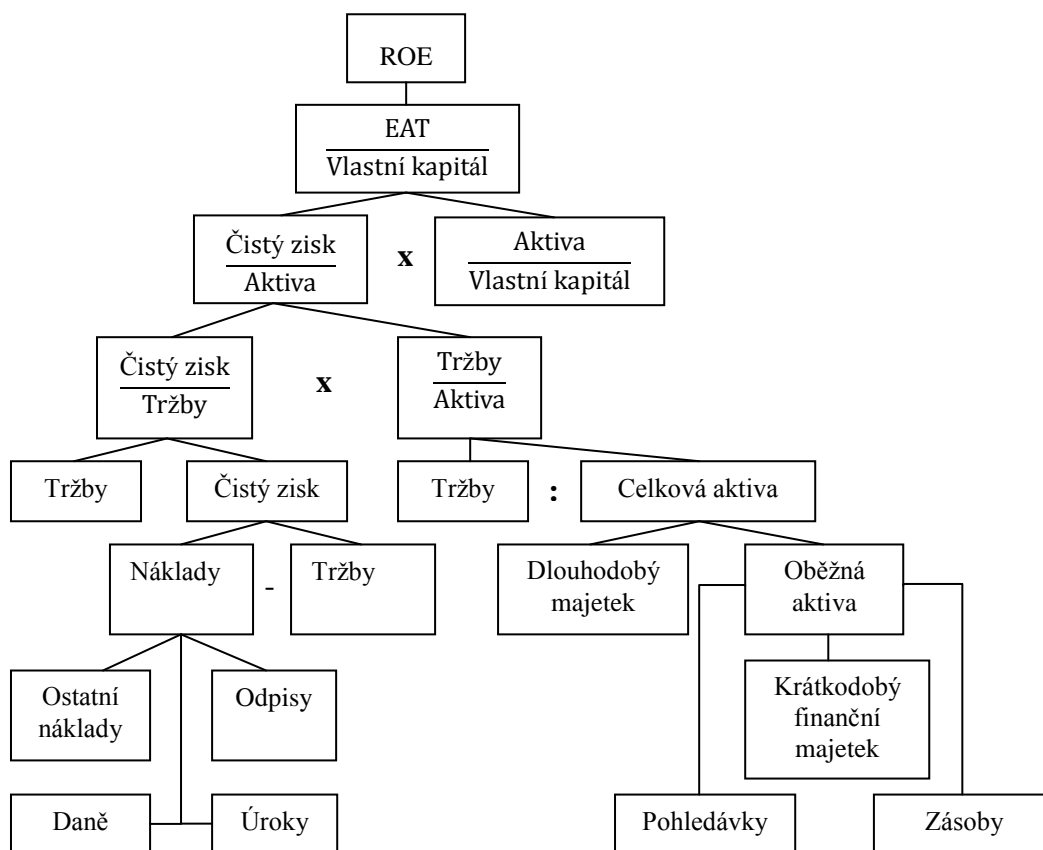 ROE
EAT
Vlastní kapitál
Čistý zisk
Aktiva
x
Aktiva
Vlastní kapitál
Čistý zisk
Tržby
x
Tržby
Aktiva
Tržby
Čistý zisk
Tržby
:
Celková aktiva
Náklady
-
Tržby
Dlouhodobý
majetek
Oběžná
aktiva
Ostatní
náklady
Odpisy
Krátkodobý
finanční
majetek
Daně
Úroky
Pohledávky
Zásoby